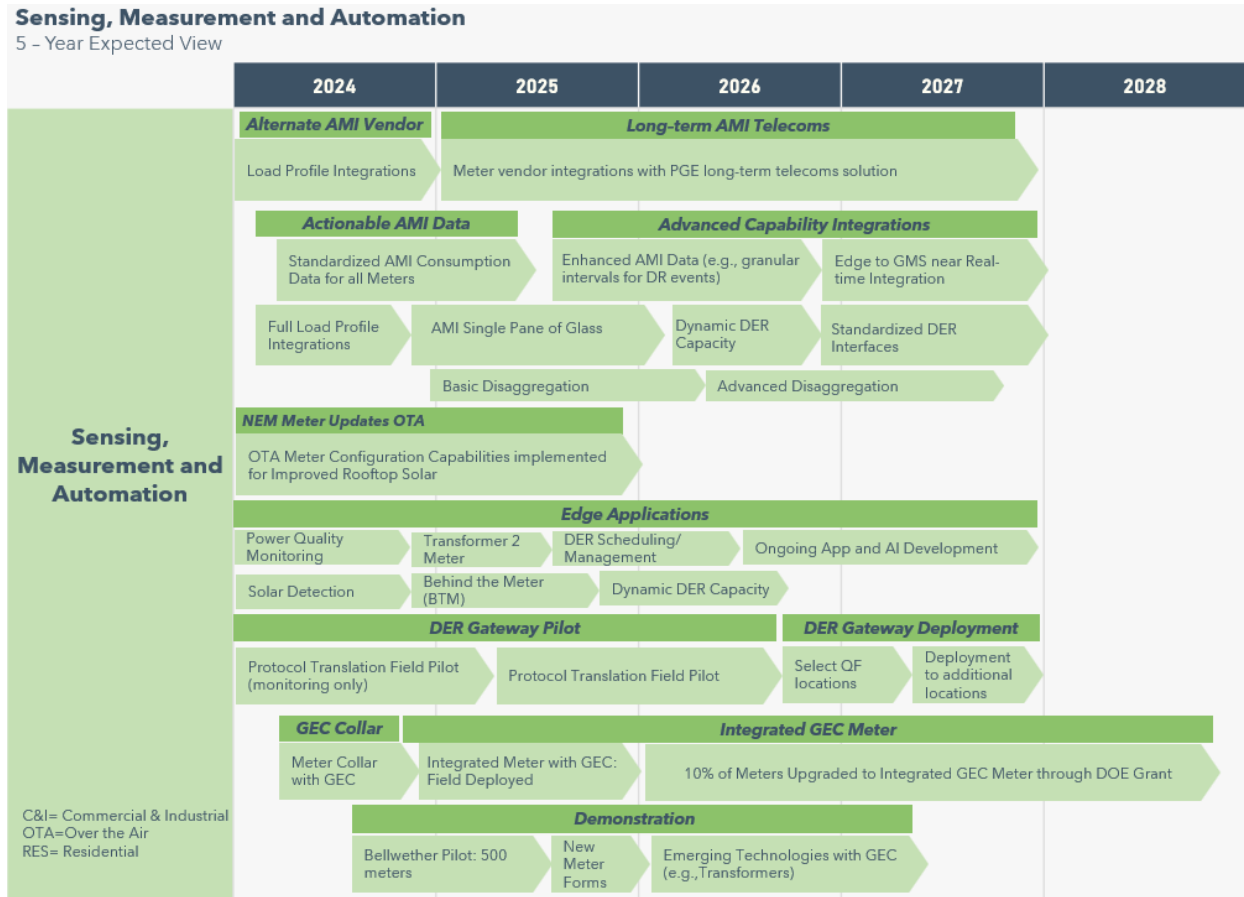 Sensing, Measurement and Automation
5 – Year Expected View
2024
2025
2026
2027
2028
Sensing,
Measurement and
Automation
C&I= Commercial & Industrial
OTA=Over the Air
RES= Residential
Alternate AMI Vendor
Long-term AMI Telecoms
Load Profile Integrations
Meter vendor integrations with PGE long-term telecoms solution
Actionable AMI Data
Advanced Capability Integrations
Standardized AMI Consumption
Data for all Meters
Enhanced AMI Data (e.g., granular
intervals for DR events)
Edge to GMS near Real-
time Integration
Full Load Profile
Integrations
AMI Single Pane of Glass
Dynamic DER
Capacity
Standardized DER
Interfaces
Basic Disaggregation
Advanced Disaggregation
NEM Meter Updates OTA
OTA Meter Configuration Capabilities implemented
for Improved Rooftop Solar
Edge Applications
Power Quality
Monitoring
Transformer 2
Meter
DER Scheduling/
Management
Ongoing App and AI Development
Solar Detection
Behind the Meter
(BTM)
Dynamic DER Capacity
DER Gateway Pilot
DER Gateway Deployment
Protocol Translation Field Pilot
(monitoring only)
Protocol Translation Field Pilot
Select QF
locations
Deployment
to additional
locations
GEC Collar
Integrated GEC Meter
Meter Collar
with GEC
Integrated Meter with GEC:
Field Deployed
10% of Meters Upgraded to Integrated GEC Meter through DOE Grant
Demonstration
Bellwether Pilot: 500
meters
New
Meter
Forms
Emerging Technologies with GEC
(e.g.,Transformers)